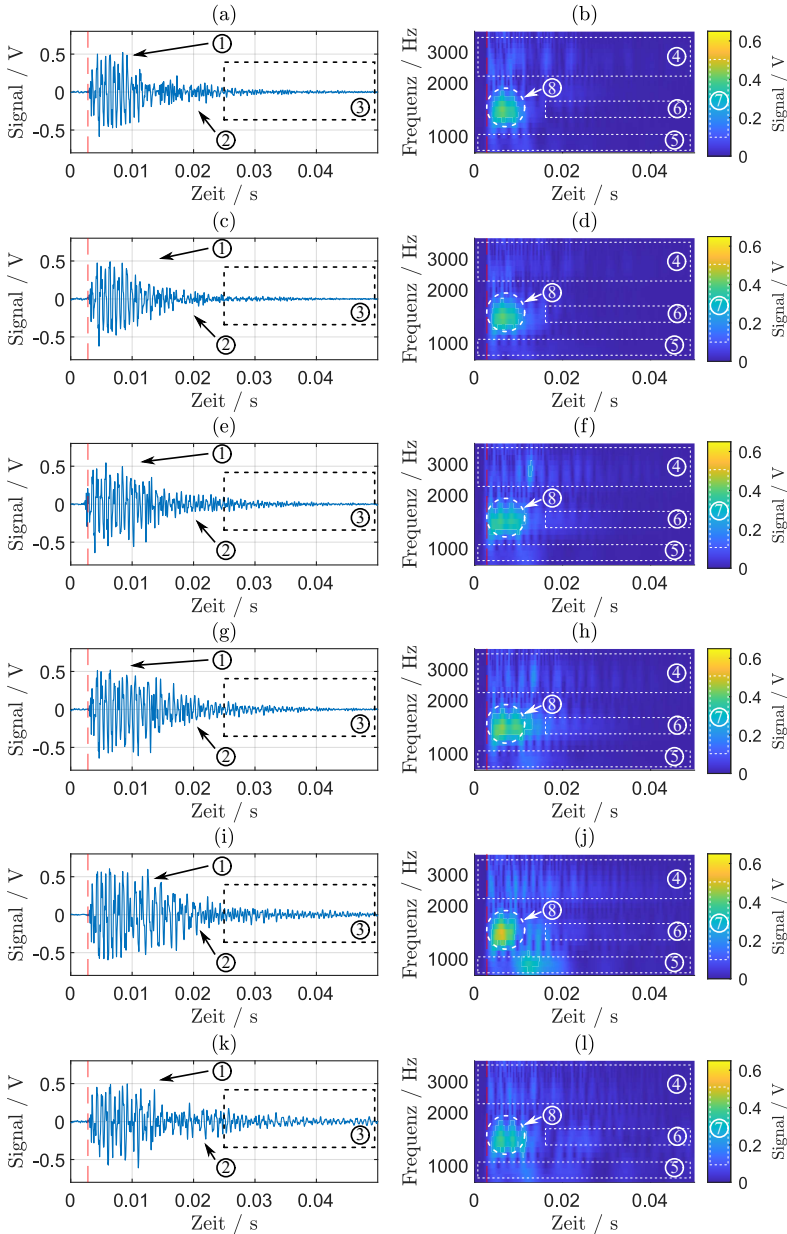 (a) (b)
Signal / V
0.5
0
-0.5
①
②
③
0 0.01 0.02 0.03 0.04
Zeit / s
Frequenz / Hz
3000
2000
1000
④
⑧
⑥
⑤
0 0.02 0.04
Zeit / s
⑦
0.6
0.4
0.2
0
Signal / V
(c) (d)
Signal / V
0.5
0
-0.5
①
②
③
0 0.01 0.02 0.03 0.04
Zeit / s
Frequenz / Hz
3000
2000
1000
④
⑧
⑥
⑤
0 0.02 0.04
Zeit / s
⑦
0.6
0.4
0.2
0
Signal / V
(e) (f)
Signal / V
0.5
0
-0.5
①
②
③
0 0.01 0.02 0.03 0.04
Zeit / s
Frequenz / Hz
3000
2000
1000
④
⑧
⑥
⑤
0 0.02 0.04
Zeit / s
⑦
0.6
0.4
0.2
0
Signal / V
(g) (h)
Signal / V
0.5
0
-0.5
①
②
③
0 0.01 0.02 0.03 0.04
Zeit / s
Frequenz / Hz
3000
2000
1000
④
⑧
⑥
⑤
0 0.02 0.04
Zeit / s
⑦
0.6
0.4
0.2
0
Signal / V
(i) (j)
Signal / V
0.5
0
-0.5
①
②
③
0 0.01 0.02 0.03 0.04
Zeit / s
Frequenz / Hz
3000
2000
1000
④
⑧
⑥
⑤
0 0.02 0.04
Zeit / s
⑦
0.6
0.4
0.2
0
Signal / V
(k) (l)
Signal / V
0.5
0
-0.5
①
②
③
0 0.01 0.02 0.03 0.04
Zeit / s
Frequenz / Hz
3000
2000
1000
④
⑧
⑥
⑤
0 0.02 0.04
Zeit / s
⑦
0.6
0.4
0.2
0
Signal / V